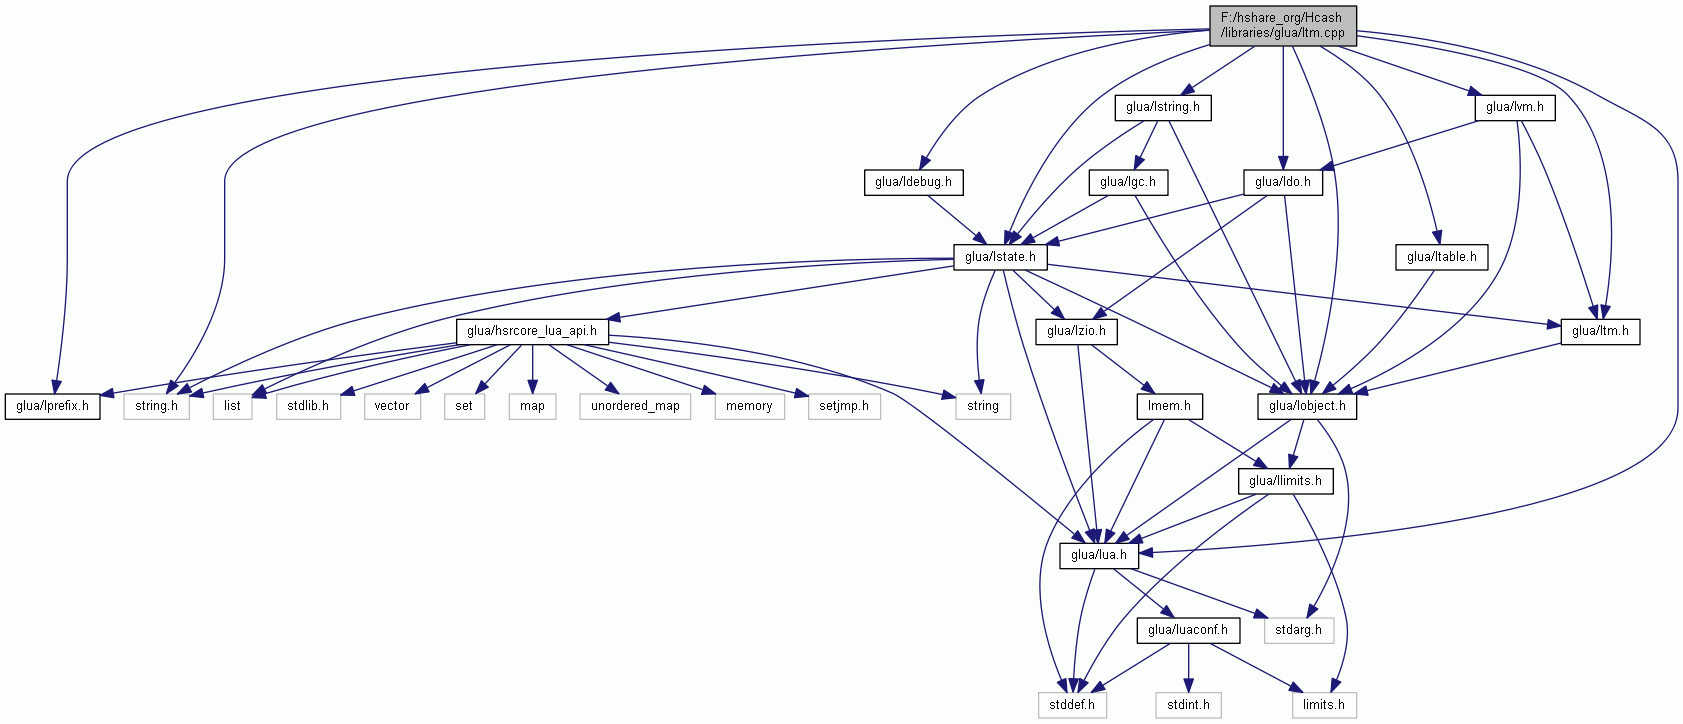 F:/hshare_org/Hcash
/libraries/glua/ltm.cpp
glua/lstring.h
glua/lvm.h
glua/ldebug.h
glua/lgc.h
glua/ldo.h
glua/lstate.h
glua/ltable.h
glua/hsrcore_lua_api.h
glua/lzio.h
glua/ltm.h
glua/lprefix.h
string.h
list
stdlib.h
vector
set
map
unordered_map
memory
setjmp.h
string
lmem.h
glua/lobject.h
glua/llimits.h
glua/lua.h
glua/luaconf.h
stdarg.h
stddef.h
stdint.h
limits.h